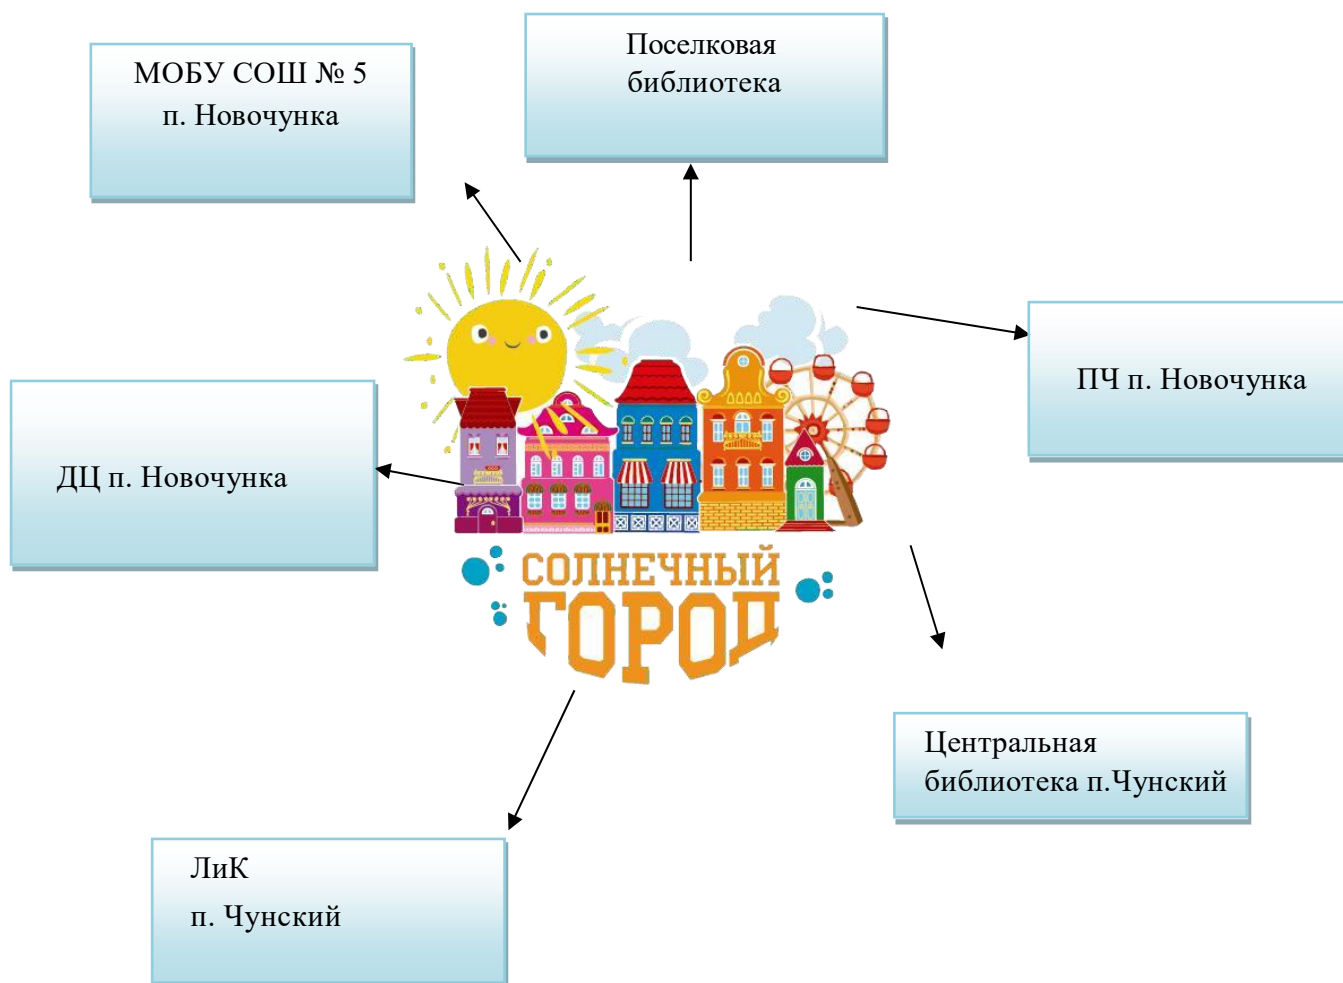 МОБУ СОШ № 5
п. Новочунка
Поселковая
библиотека
ПЧ п. Новочунка
ДЦ п. Новочунка
СОЛНЕЧНЫЙ
ГОРОД
Центральная
библиотека п.Чунский
ЛиК
п. Чунский